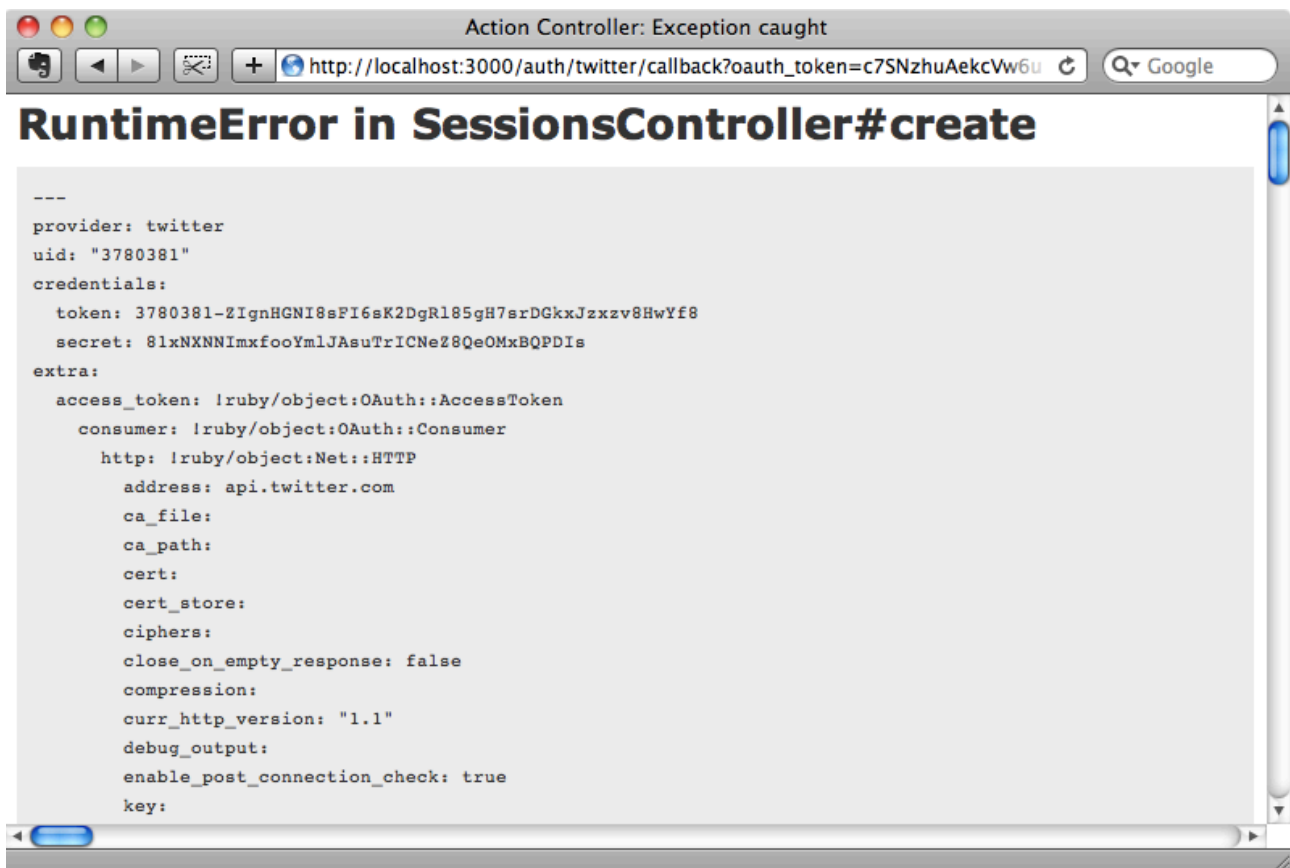 Action Controller: Exception caught
http://localhost:3000/auth/twitter/callback?oauth_token=c7SNzhuAekcVw6u
Google
RuntimeError in SessionsController#create
---
provider: twitter
uid: "3780381"
credentials:
token: 3780381-ZIgnHGNI8sFI6sK2DgRl85gH7srDGkxJzxzv8HwYf8
secret: 81xNXNNImxfooYmlJAsuTrICNeZ8QeOMxBQPDIs
extra:
access_token: !ruby/object:OAuth::AccessToken
consumer: !ruby/object:OAuth::Consumer
http: !ruby/object:Net::HTTP
address: api.twitter.com
ca_file:
ca_path:
cert:
cert_store:
ciphers:
close_on_empty_response: false
compression:
curr_http_version: "1.1"
debug_output:
enable_post_connection_check: true
key: